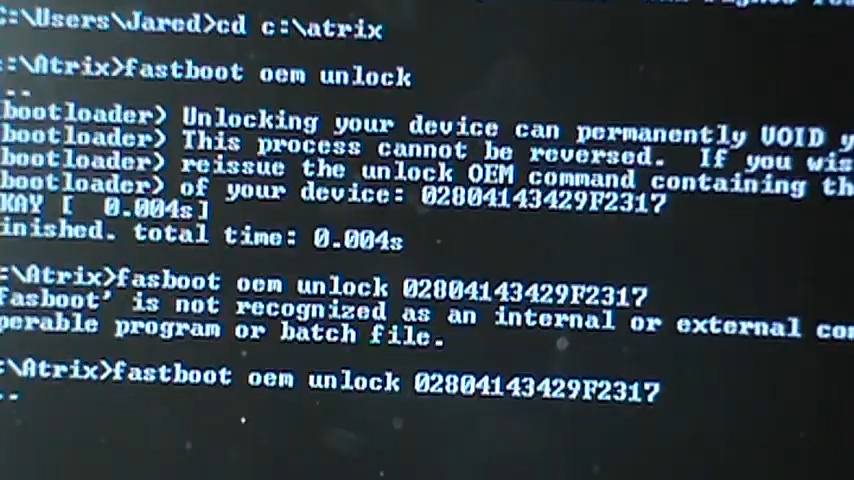 C:\Users\Jared>cd c:\atrix
:\Atrix>fastboot oem unlock
...
bootloader> Unlocking your device can permanently VOID y
bootloader> This process cannot be reversed.  If you wis
bootloader> reissue the unlock OEM command containing th
bootloader> of your device: 02804143429F2317
KAY [  0.004s]
inished. total time: 0.004s
:\Atrix>fasboot oem unlock 02804143429F2317
fasboot' is not recognized as an internal or external com
perable program or batch file.
:\Atrix>fastboot oem unlock 02804143429F2317
...